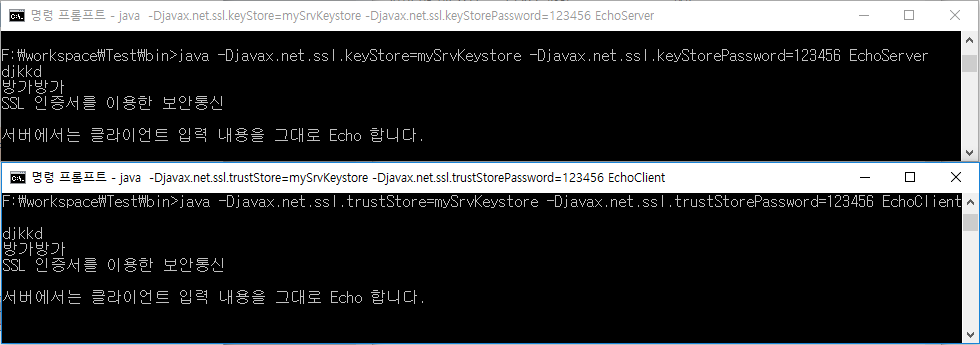 명령 프롬프트 - java  -Djavax.net.ssl.keyStore=mySrvKeystore -Djavax.net.ssl.keyStorePassword=123456 EchoServer
F:\workspace\Test\bin>java -Djavax.net.ssl.keyStore=mySrvKeystore -Djavax.net.ssl.keyStorePassword=123456 EchoServer
djkkd
방가방가
SSL 인증서를 이용한 보안통신
서버에서는 클라이언트 입력 내용을 그대로 Echo 합니다.
명령 프롬프트 - java  -Djavax.net.ssl.trustStore=mySrvKeystore -Djavax.net.ssl.trustStorePassword=123456 EchoClient
F:\workspace\Test\bin>java -Djavax.net.ssl.trustStore=mySrvKeystore -Djavax.net.ssl.trustStorePassword=123456 EchoClient
djkkd
방가방가
SSL 인증서를 이용한 보안통신
서버에서는 클라이언트 입력 내용을 그대로 Echo 합니다.